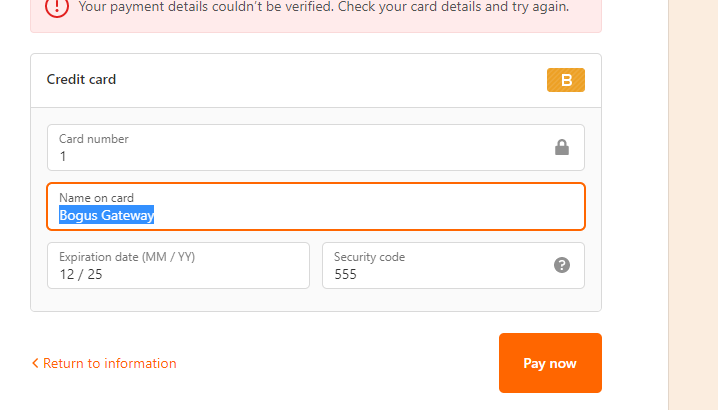 Your payment details couldn't be verified. Check your card details and try again.
Credit card
B
Card number
1
Name on card
Bogus Gateway
Expiration date (MM / YY)
12 / 25
Security code
555
?
Return to information
Pay now